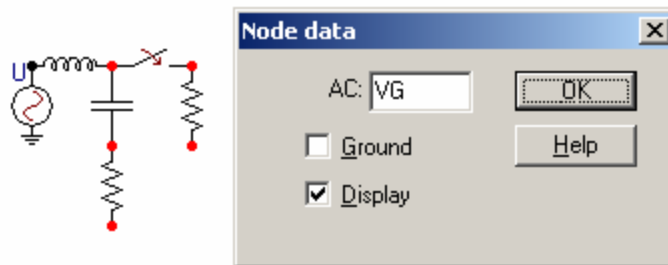 Node data
U
AC: VG
OK
Ground
Help
Display